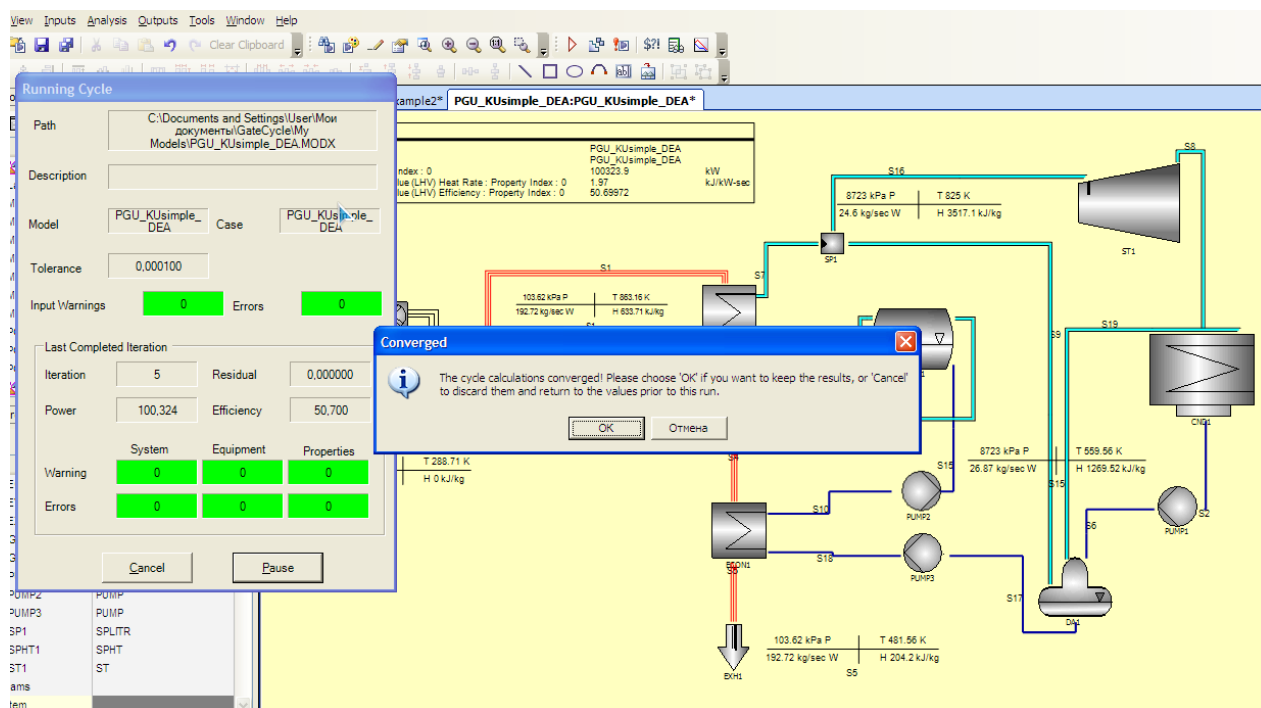 View Inputs Analysis Outputs Tools Window Help
Clear Clipboard
Running Cycle
Path
C:\Documents and Settings\User\Мои
документы\GateCycle\My
Models\PGU_KUsimple_DEA.MODX
Description
Model
PGU_KUsimple_
DEA
Case
PGU_KUsimple_
DEA
Tolerance
0,000100
Input Warnings
0
Errors
0
Last Completed Iteration
Iteration
5
Residual
0,000000
Power
100,324
Efficiency
50,700
System
Equipment
Properties
Warning
0
0
0
Errors
0
0
0
Cancel
Pause
PUMP2 PUMP
PUMP3 PUMP
SP1 SPLITR
SPHT1 SPHT
ST1 ST
xample2*
PGU_KUsimple_DEA:PGU_KUsimple_DEA*
PGU_KUsimple_DEA
PGU_KUsimple_DEA
ndex : 0 100323.9 kW
lue (LHV) Heat Rate : Property Index : 0 1.97 kJ/kW-sec
lue (LHV) Efficiency : Property Index : 0 50.69972
S8
S16
8723 kPa P T 825 K
24.6 kg/sec W H 3517.1 kJ/kg
SP1
ST1
S1
S7
103.62 kPa P T 863.16 K
192.72 kg/sec W H 633.71 kJ/kg
S1
S9
S19
CND1
Converged
The cycle calculations converged! Please choose 'OK' if you want to keep the results, or 'Cancel'
to discard them and return to the values prior to this run.
OK
Отмена
T 288.71 K
H 0 kJ/kg
S4
S15
8723 kPa P T 559.56 K
26.87 kg/sec W H 1269.52 kJ/kg
S15
S10
PUMP2
S6
S2
PUMP1
ECON1
S5
S18
PUMP3
S17
DA1
103.62 kPa P T 481.56 K
192.72 kg/sec W H 204.2 kJ/kg
S5
EXH1